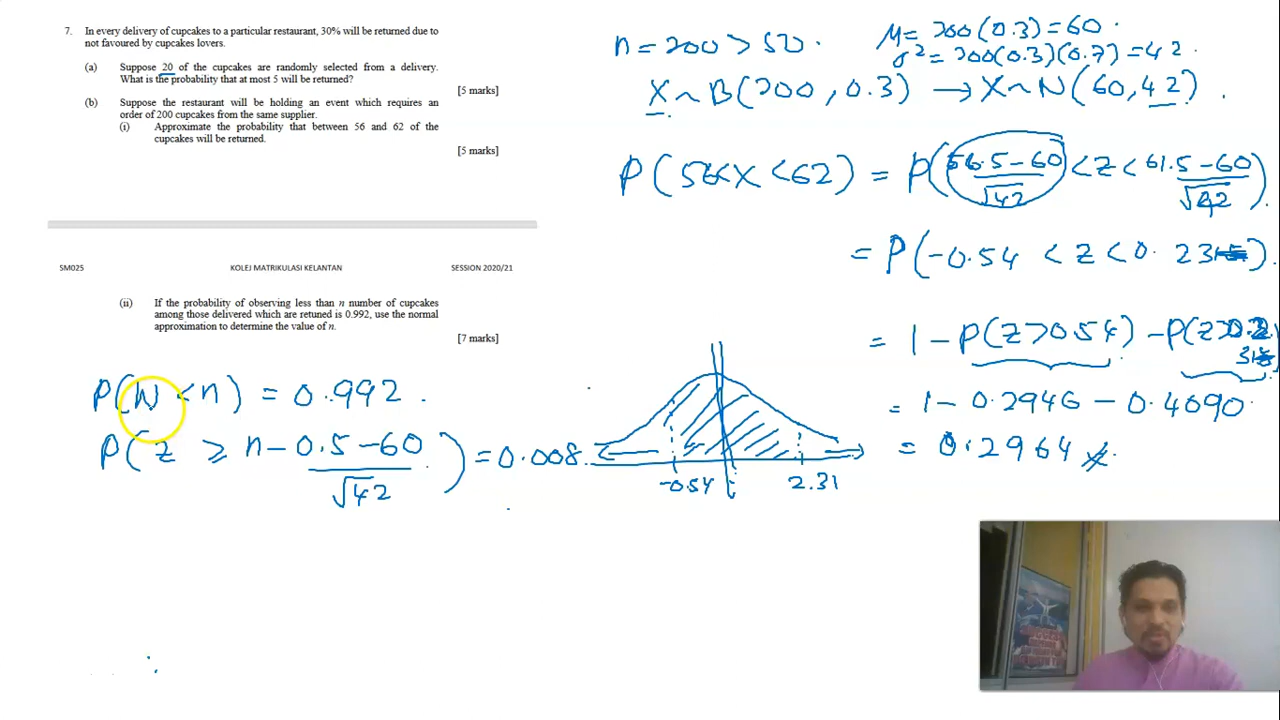 7. In every delivery of cupcakes to a particular restaurant, 30% will be returned due to
not favoured by cupcakes lovers.
(a) Suppose 20 of the cupcakes are randomly selected from a delivery.
What is the probability that at most 5 will be returned?
[5 marks]
(b) Suppose the restaurant will be holding an event which requires an
order of 200 cupcakes from the same supplier.
(i) Approximate the probability that between 56 and 62 of the
cupcakes will be returned.
[5 marks]
SM025 KOLEJ MATRIKULASI KELANTAN SESSION 2020/21
(ii) If the probability of observing less than n number of cupcakes
among those delivered which are retuned is 0.992, use the normal
approximation to determine the value of n.
[7 marks]
P( < n) = 0.992.
P(Z ≥ n - 0.5 - 60 / √42) = 0.008.
n = 200 > 50.
μ = 200(0.3) = 60.
σ² = 200(0.3)(0.7) = 42.
X ~ B(200, 0.3) → X ~ N(60, 42).
P(56 < X < 62) = P(56.5 - 60 / √42 < Z < 61.5 - 60 / √42).
= P(-0.54 < Z < 0.231).
= 1 - P(Z > 0.54) - P(Z > 0.231)
= 1 - 0.2946 - 0.4090
= 0.2964
-0.54 2.31